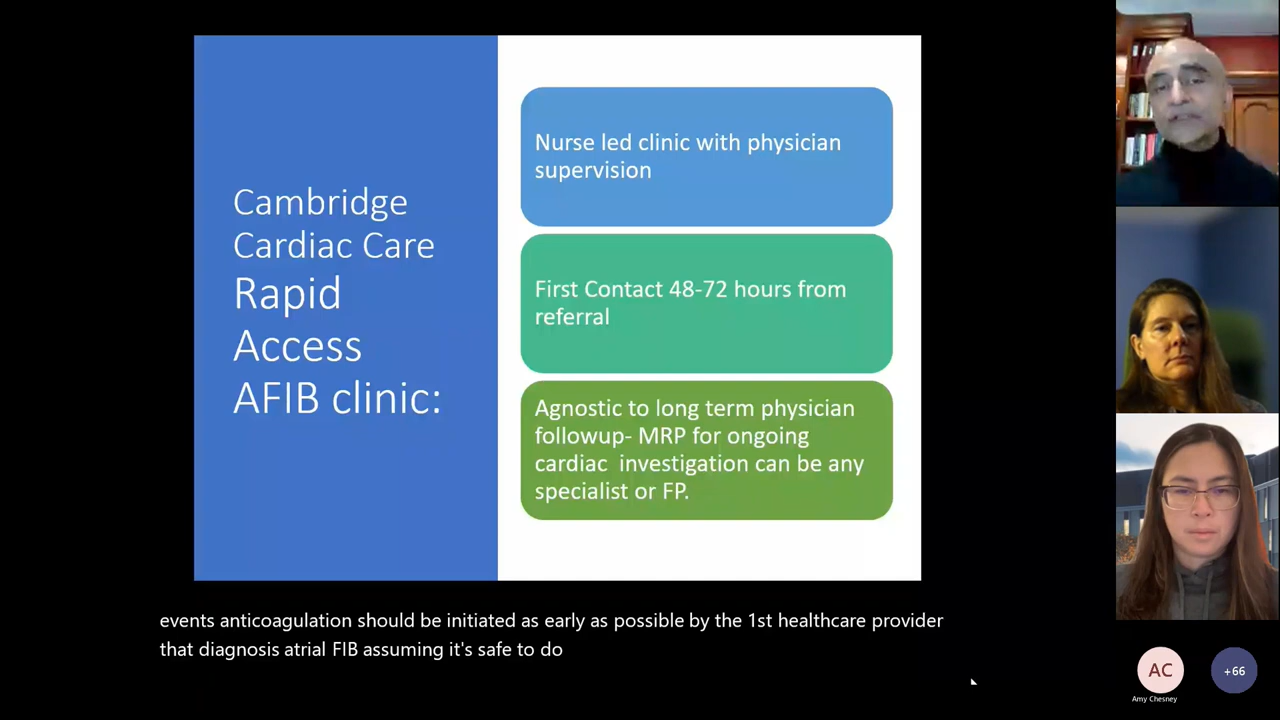 Cambridge
Cardiac Care
Rapid
Access
AFIB clinic:
Nurse led clinic with physician
supervision
First Contact 48-72 hours from
referral
Agnostic to long term physician
followup- MRP for ongoing
cardiac investigation can be any
specialist or FP.
events anticoagulation should be initiated as early as possible by the 1st healthcare provider
that diagnosis atrial FIB assuming it's safe to do
AC
+66
Amy Chesney